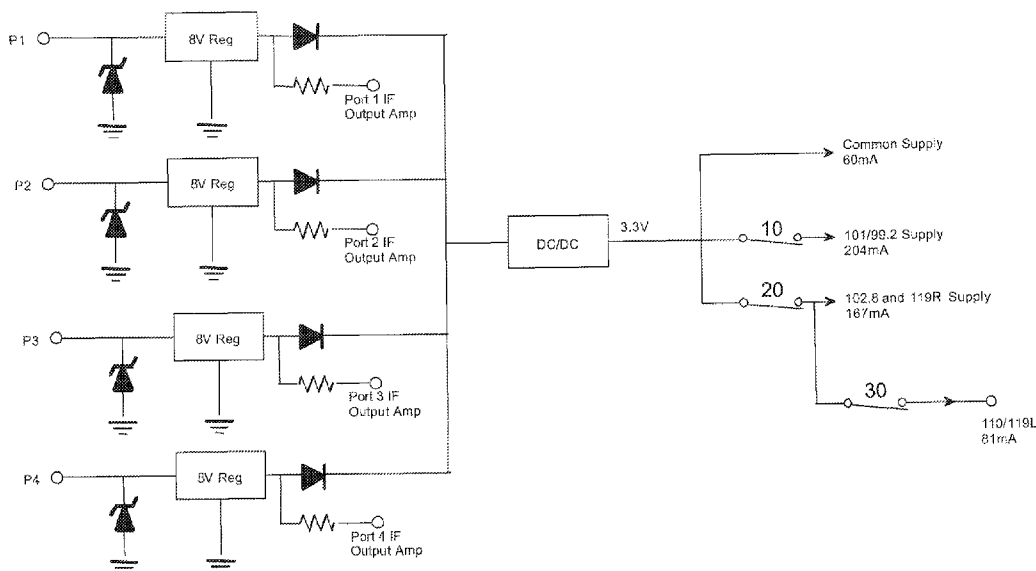 P1
8V Reg
Port 1 IF
Output Amp
P2
8V Reg
Port 2 IF
Output Amp
P3
8V Reg
Port 3 IF
Output Amp
P4
8V Reg
Port 4 IF
Output Amp
DC/DC
3.3V
Common Supply
60mA
10
101/99.2 Supply
204mA
20
102.8 and 119R Supply
167mA
30
110/119L
81mA